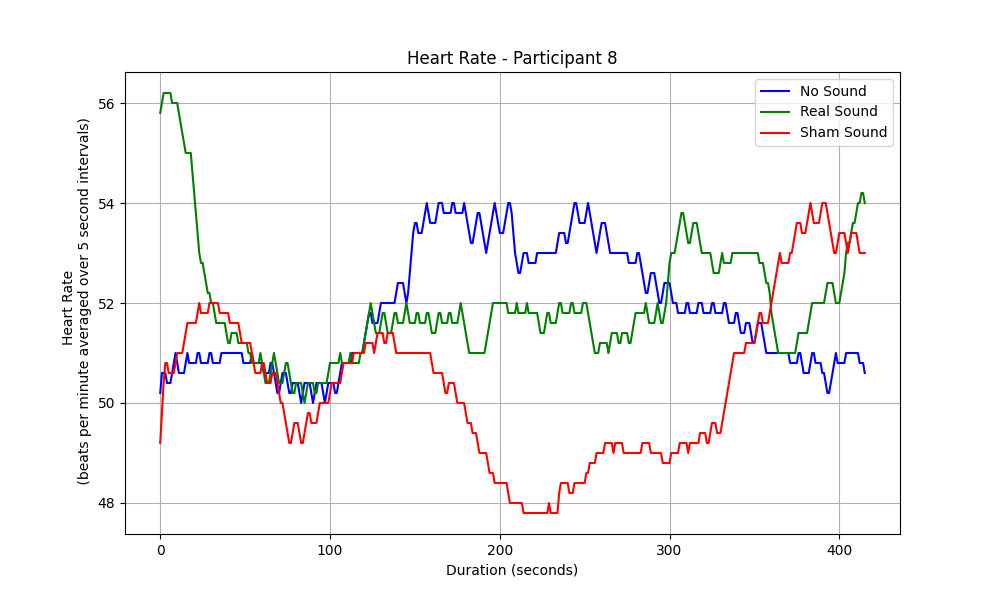 Heart Rate - Participant 8
No Sound
Real Sound
Sham Sound
Heart Rate
(beats per minute averaged over 5 second intervals)
56
54
52
50
48
0 100 200 300 400
Duration (seconds)